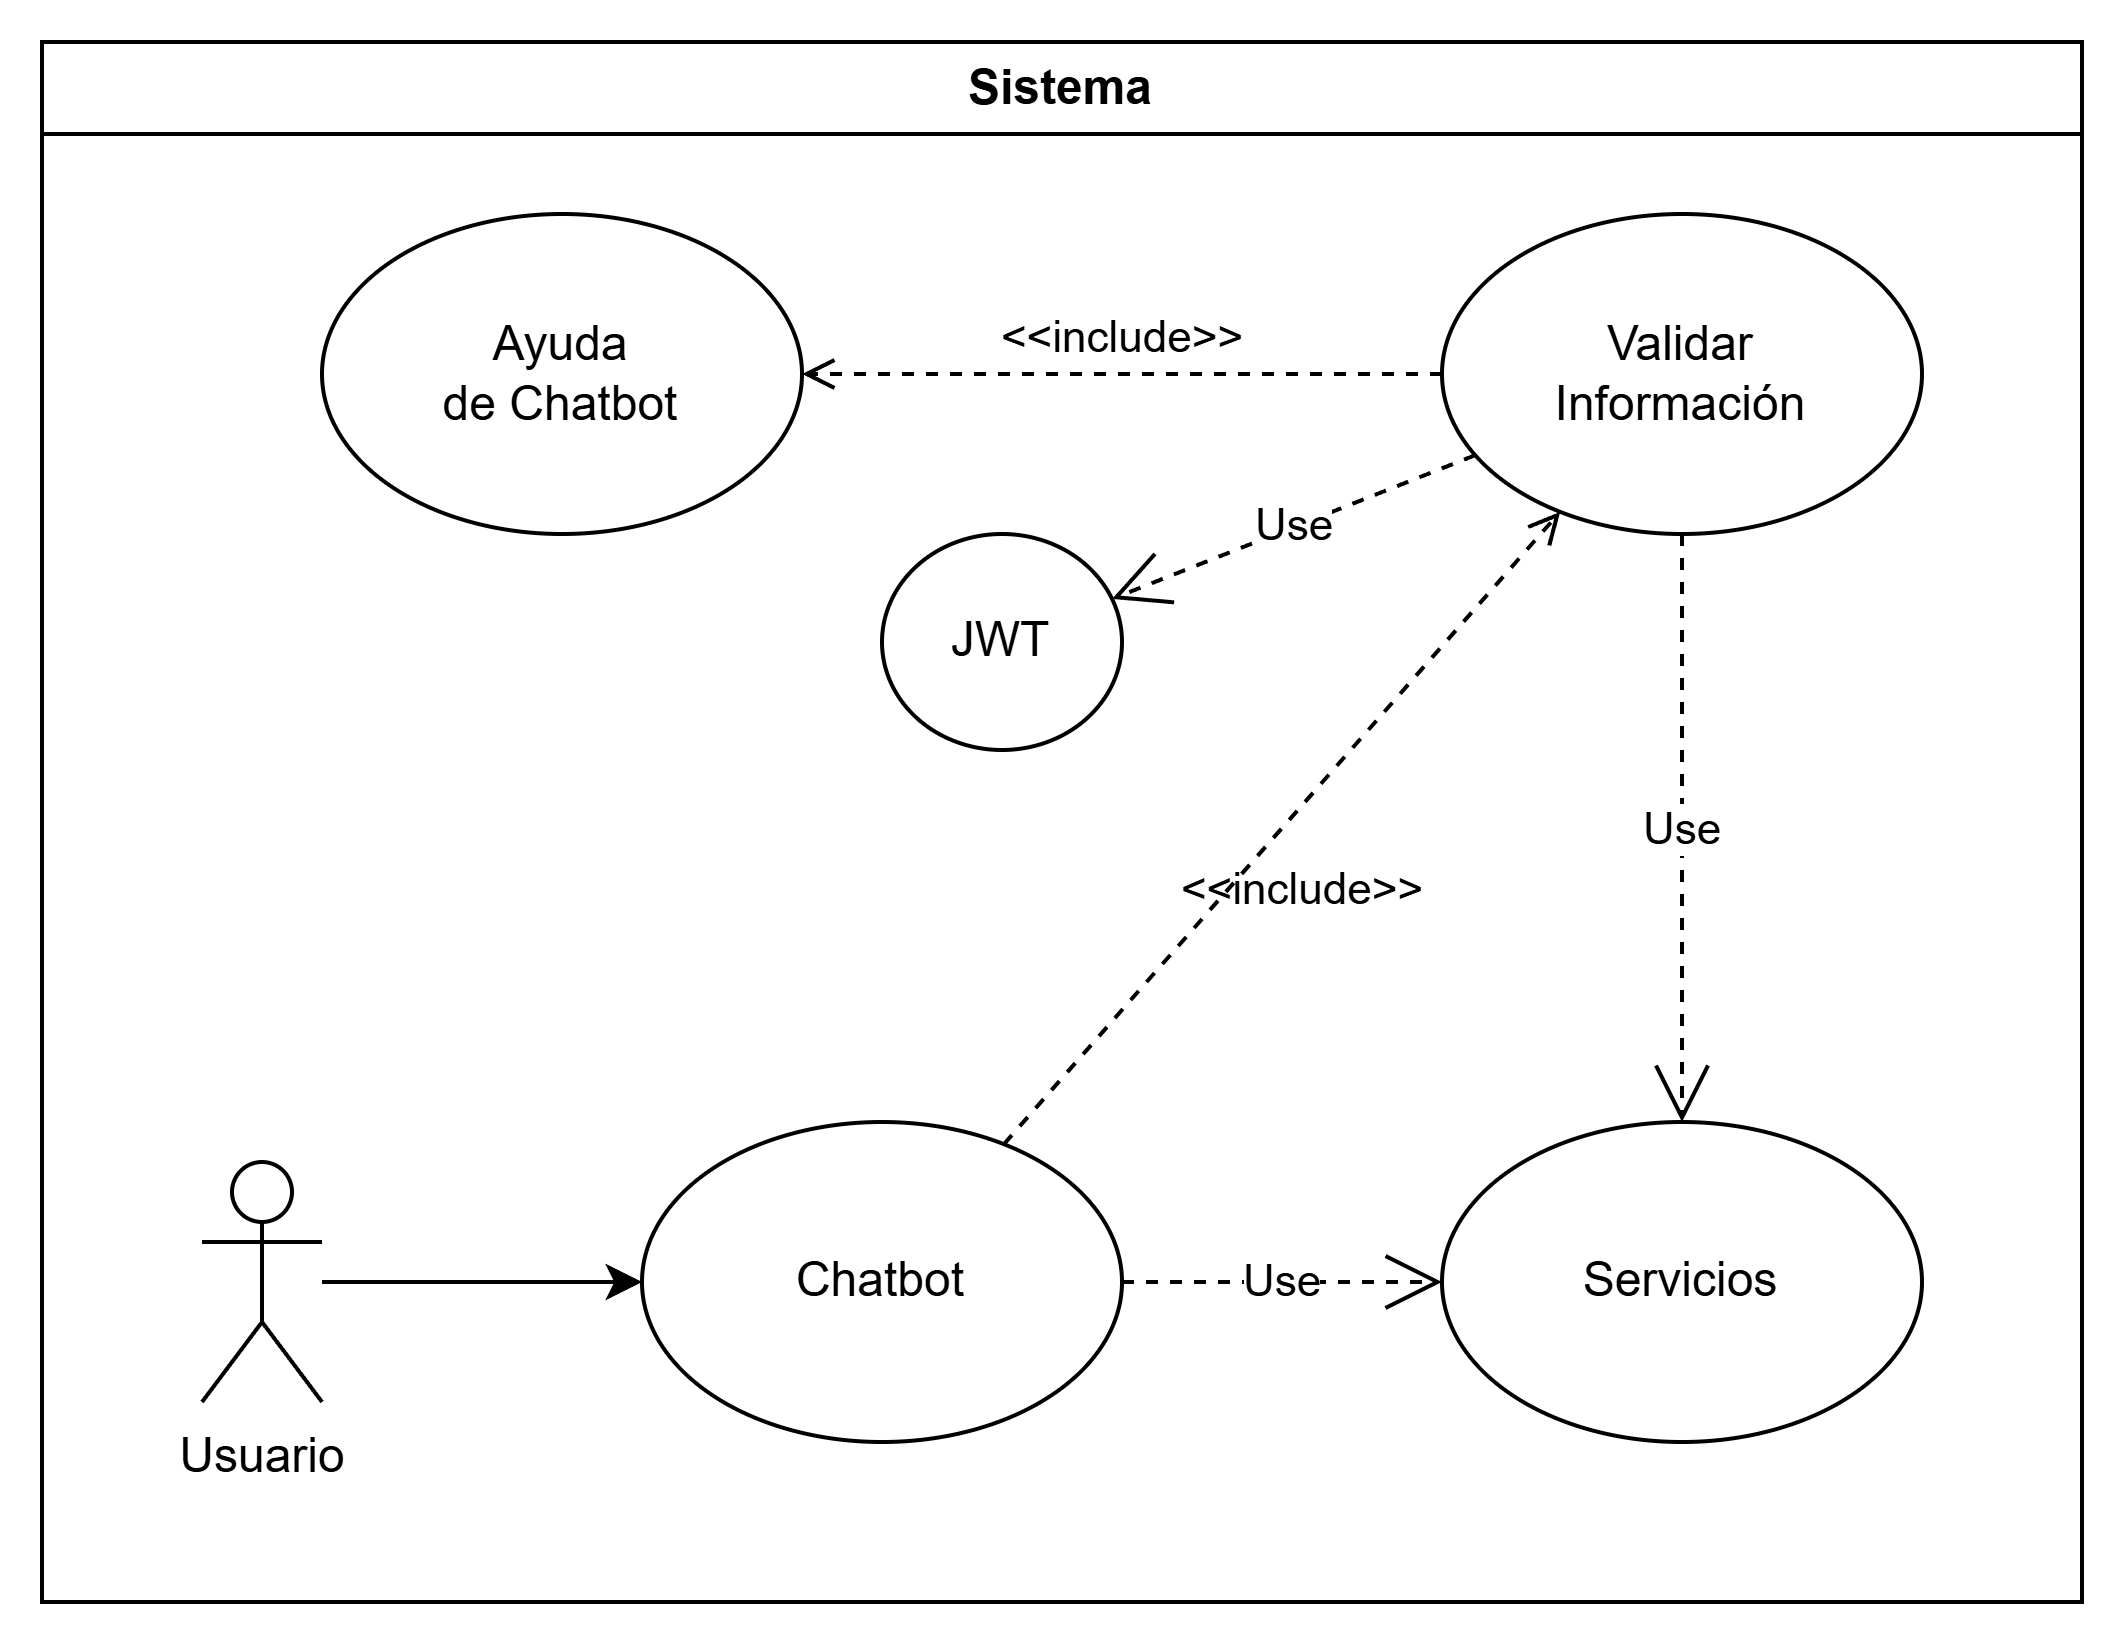 Sistema
Ayuda
de Chatbot
<<include>>
Validar
Información
Use
JWT
Use
<<include>>
Usuario
Chatbot
Use
Servicios